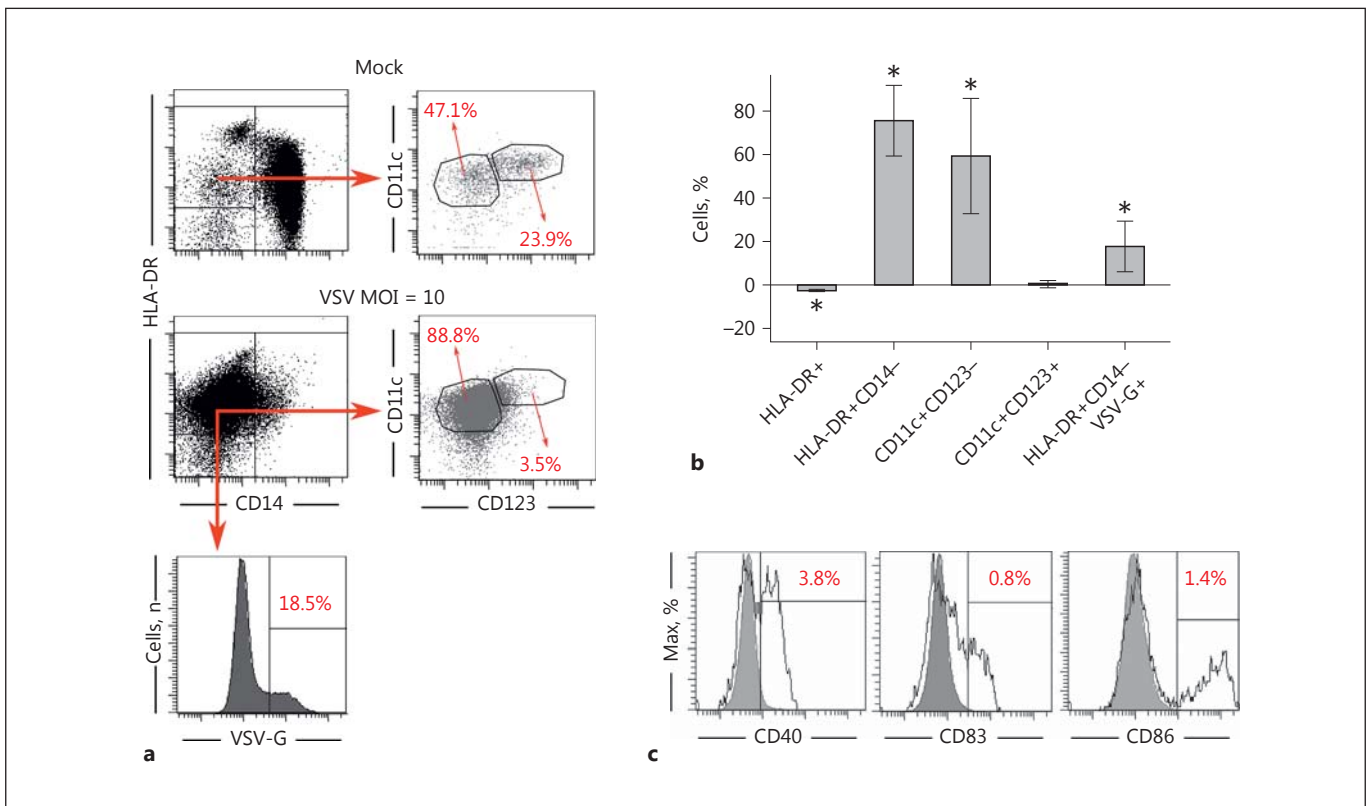 Mock
HLA-DR
CD11c
47.1%
23.9%
VSV MOI = 10
CD11c
88.8%
3.5%
CD14
CD123
Cells, n
18.5%
VSV-G
a
Cells, %
80
60
40
20
0
–20
*
*
*
*
*
HLA-DR+
HLA-DR+CD14–
CD11c+CD123–
CD11c+CD123+
HLA-DR+CD14–
VSV-G+
b
Max, %
3.8%
0.8%
1.4%
CD40
CD83
CD86
c